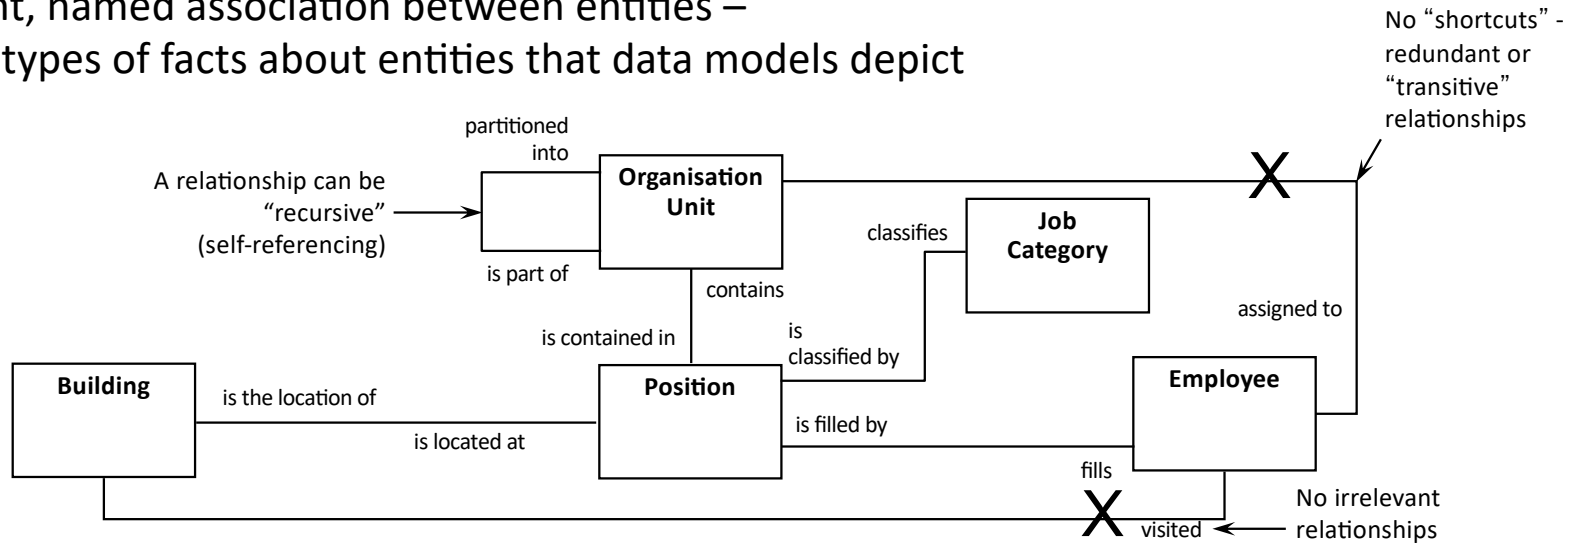 nt, named association between entities –
types of facts about entities that data models depict
No “shortcuts” -
redundant or
“transitive”
relationships
partitioned
into
A relationship can be
“recursive”
(self-referencing)
is part of
Organisation
Unit
contains
is contained in
classifies
Job
Category
is
classified by
assigned to
Building
is the location of
is located at
Position
is filled by
fills
Employee
X
X
visited
No irrelevant
relationships